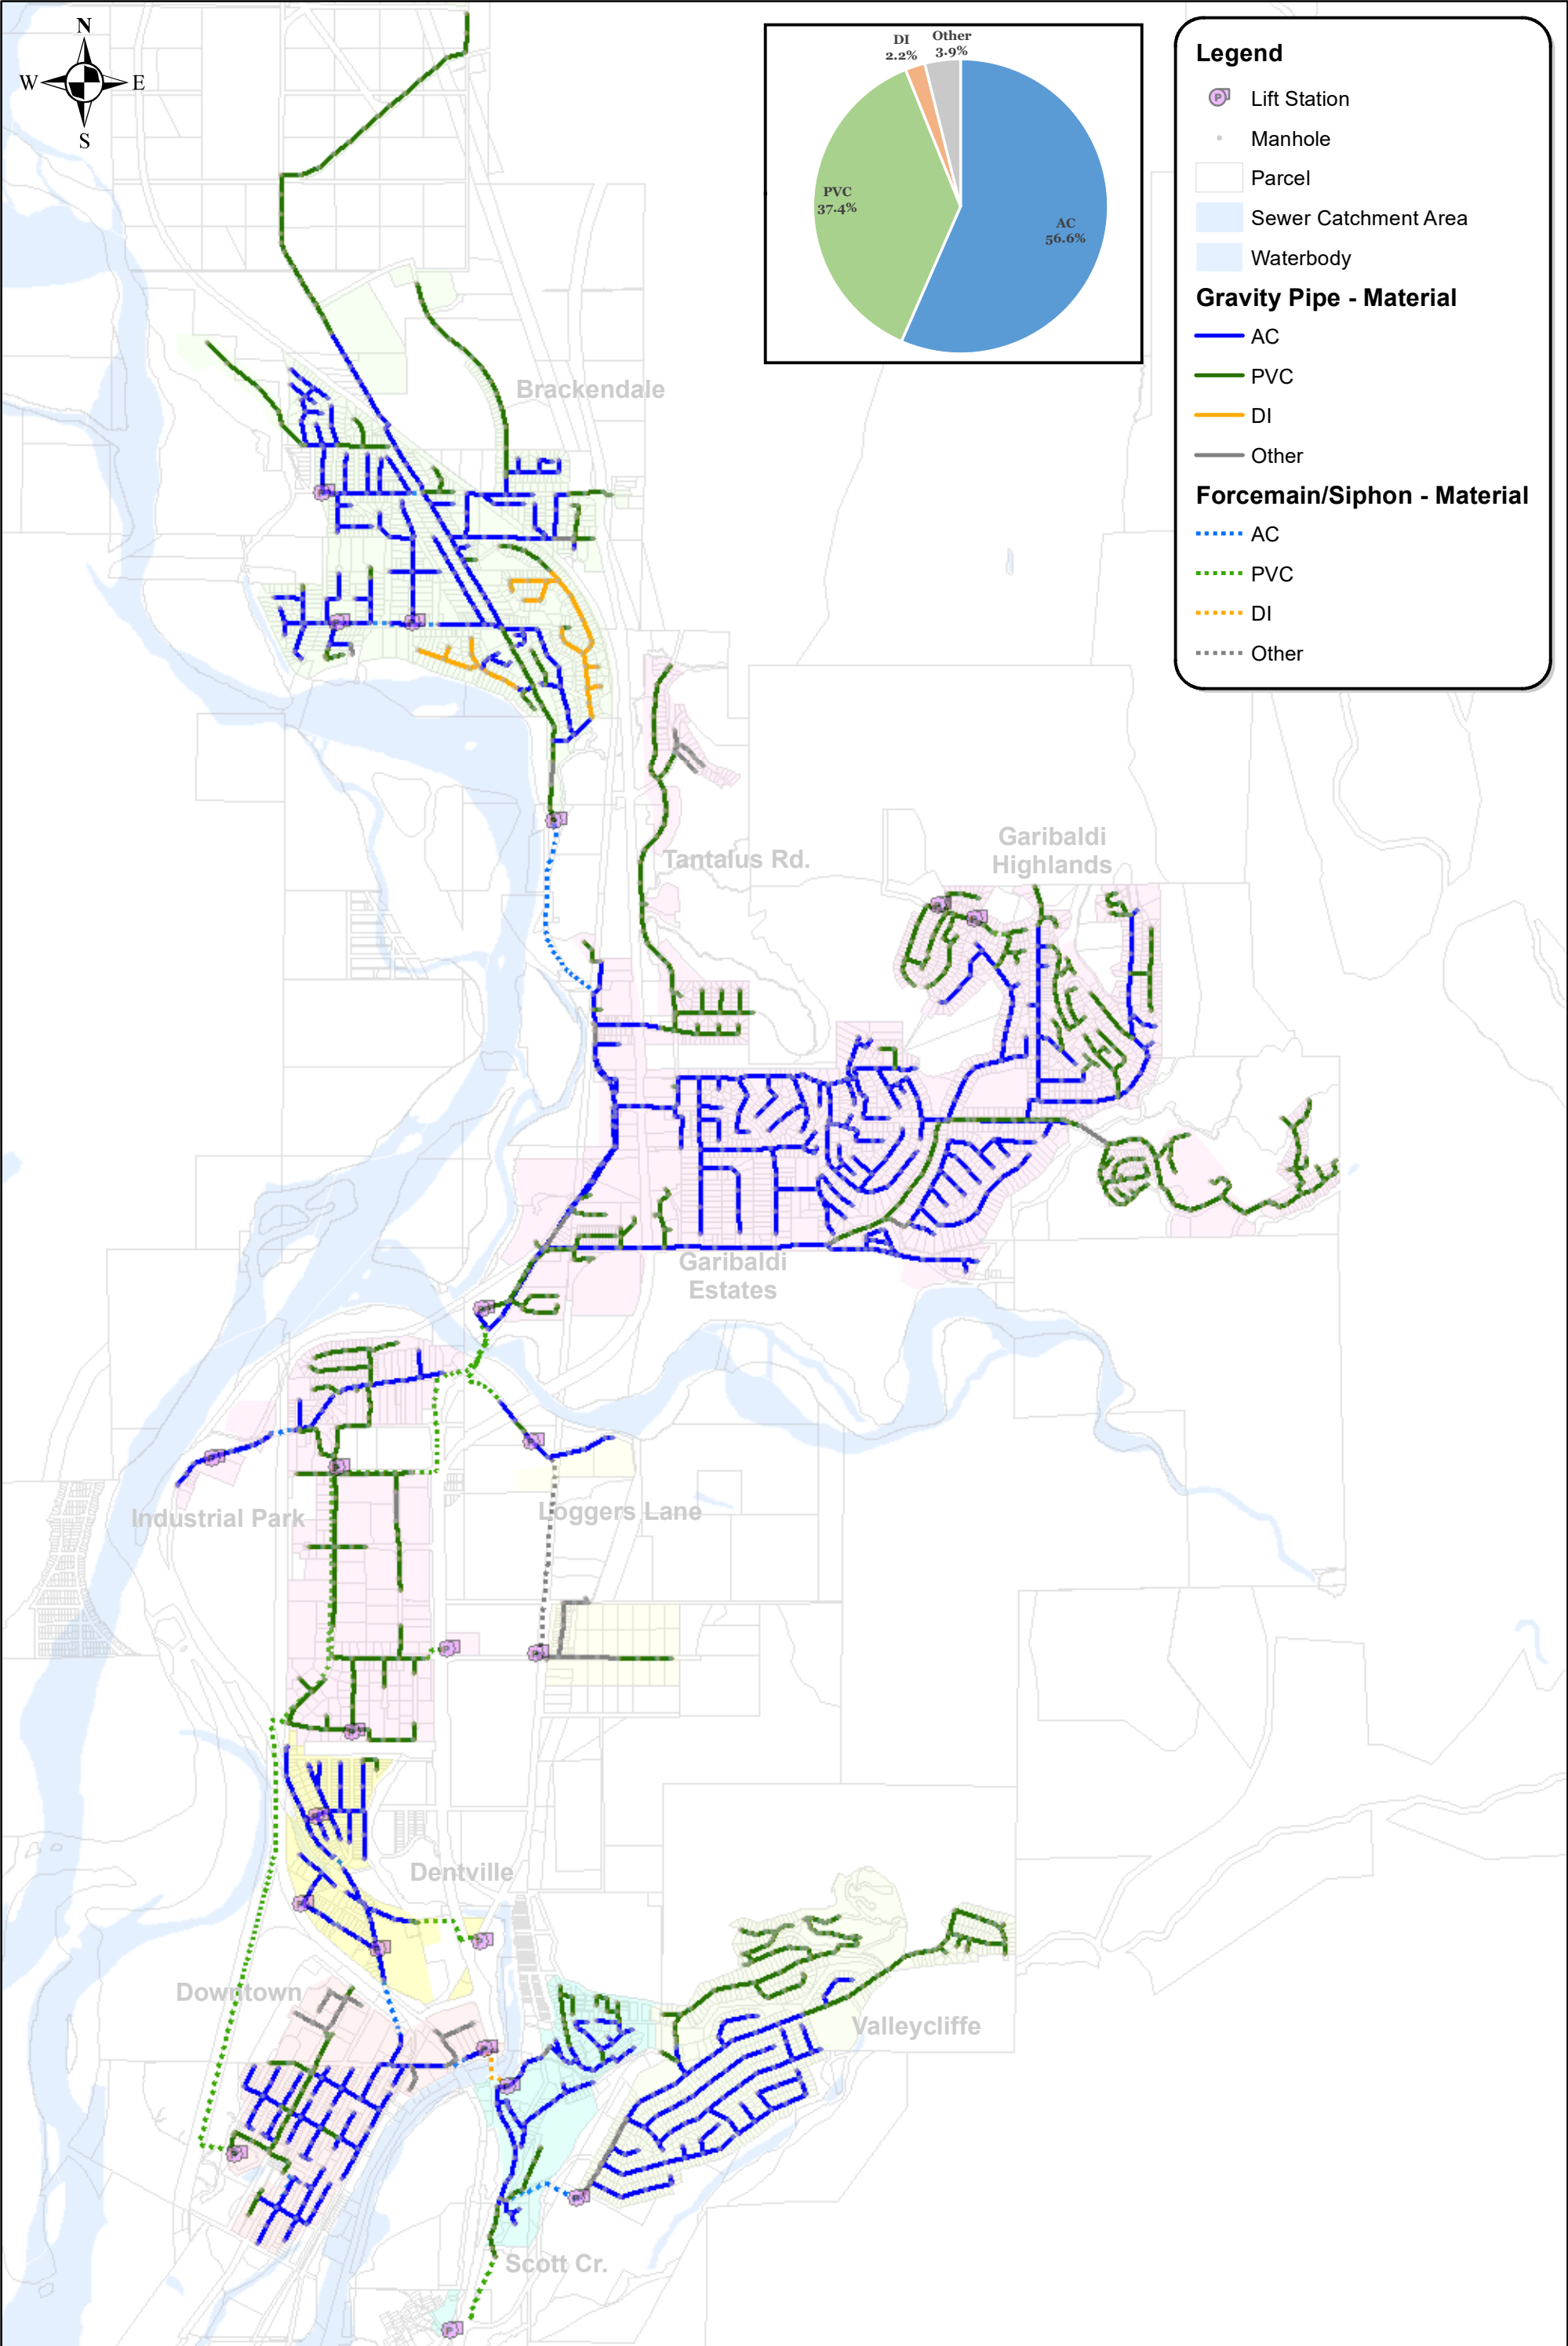 N
W
E
S
DI
2.2%
Other
3.9%
PVC
37.4%
AC
56.6%
Legend
P
Lift Station
Manhole
Parcel
Sewer Catchment Area
Waterbody
Gravity Pipe - Material
AC
PVC
DI
Other
Forcemain/Siphon - Material
AC
PVC
DI
Other
Brackendale
Tantalus Rd.
Garibaldi
Highlands
Garibaldi
Estates
Industrial Park
Loggers Lane
Dentville
Downtown
Valleycliffe
Scott Cr.